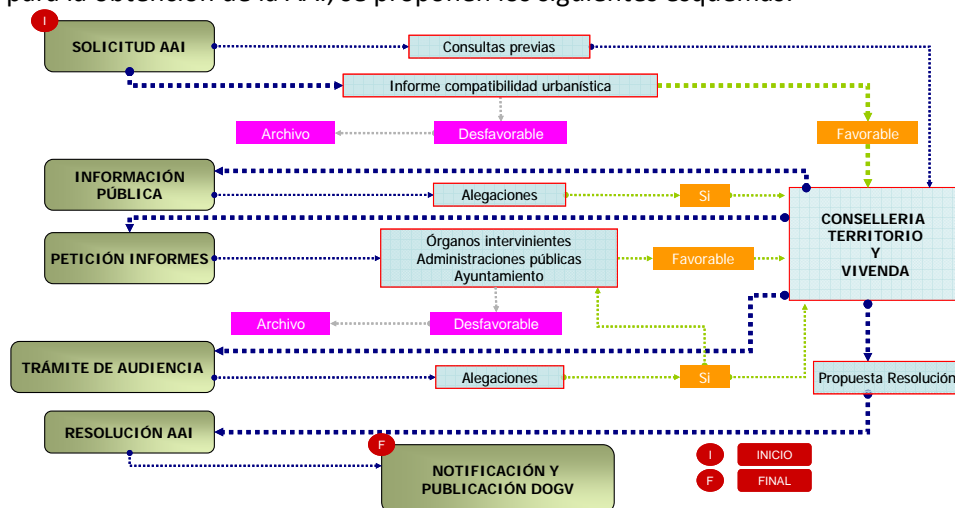 para la obtención de la AAI, se proponen los siguientes esquemas:
I
SOLICITUD AAI
Consultas previas
Informe compatibilidad urbanística
Archivo
Desfavorable
Favorable
INFORMACIÓN
PÚBLICA
Alegaciones
Si
CONSELLERIA
TERRITORIO
Y
VIVENDA
PETICIÓN INFORMES
Órganos intervinientes
Administraciones públicas
Ayuntamiento
Favorable
Archivo
Desfavorable
TRÁMITE DE AUDIENCIA
Alegaciones
Si
Propuesta Resolución
RESOLUCIÓN AAI
F
NOTIFICACIÓN Y
PUBLICACIÓN DOGV
I
INICIO
F
FINAL